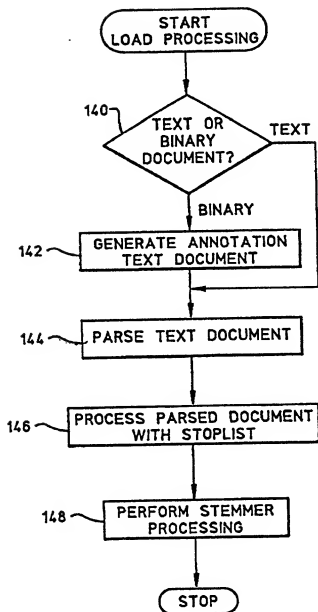 START
LOAD PROCESSING
140
TEXT OR
BINARY
DOCUMENT?
TEXT
BINARY
142
GENERATE ANNOTATION
TEXT DOCUMENT
144
PARSE TEXT DOCUMENT
146
PROCESS PARSED DOCUMENT
WITH STOPLIST
148
PERFORM STEMMER
PROCESSING
STOP